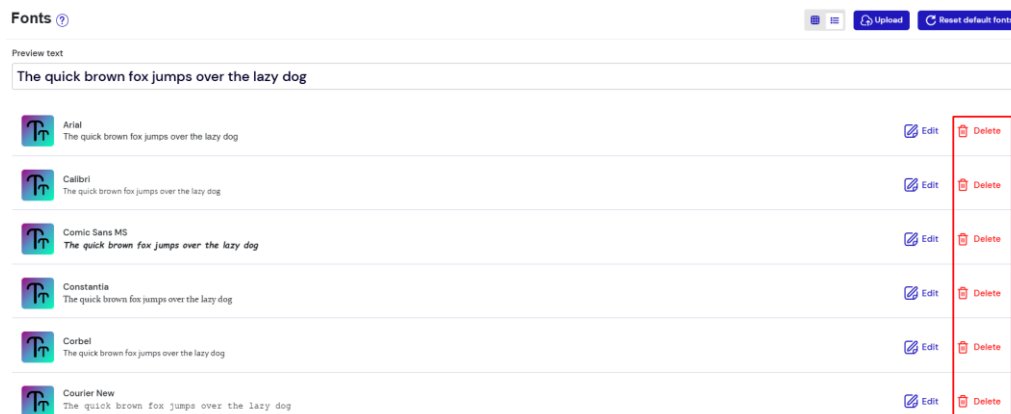 Fonts ?
Upload
Reset default fonts
Preview text
The quick brown fox jumps over the lazy dog
Arial
The quick brown fox jumps over the lazy dog
Edit
Delete
Calibri
The quick brown fox jumps over the lazy dog
Edit
Delete
Comic Sans MS
The quick brown fox jumps over the lazy dog
Edit
Delete
Constantia
The quick brown fox jumps over the lazy dog
Edit
Delete
Corbel
The quick brown fox jumps over the lazy dog
Edit
Delete
Courier New
The quick brown fox jumps over the lazy dog
Edit
Delete